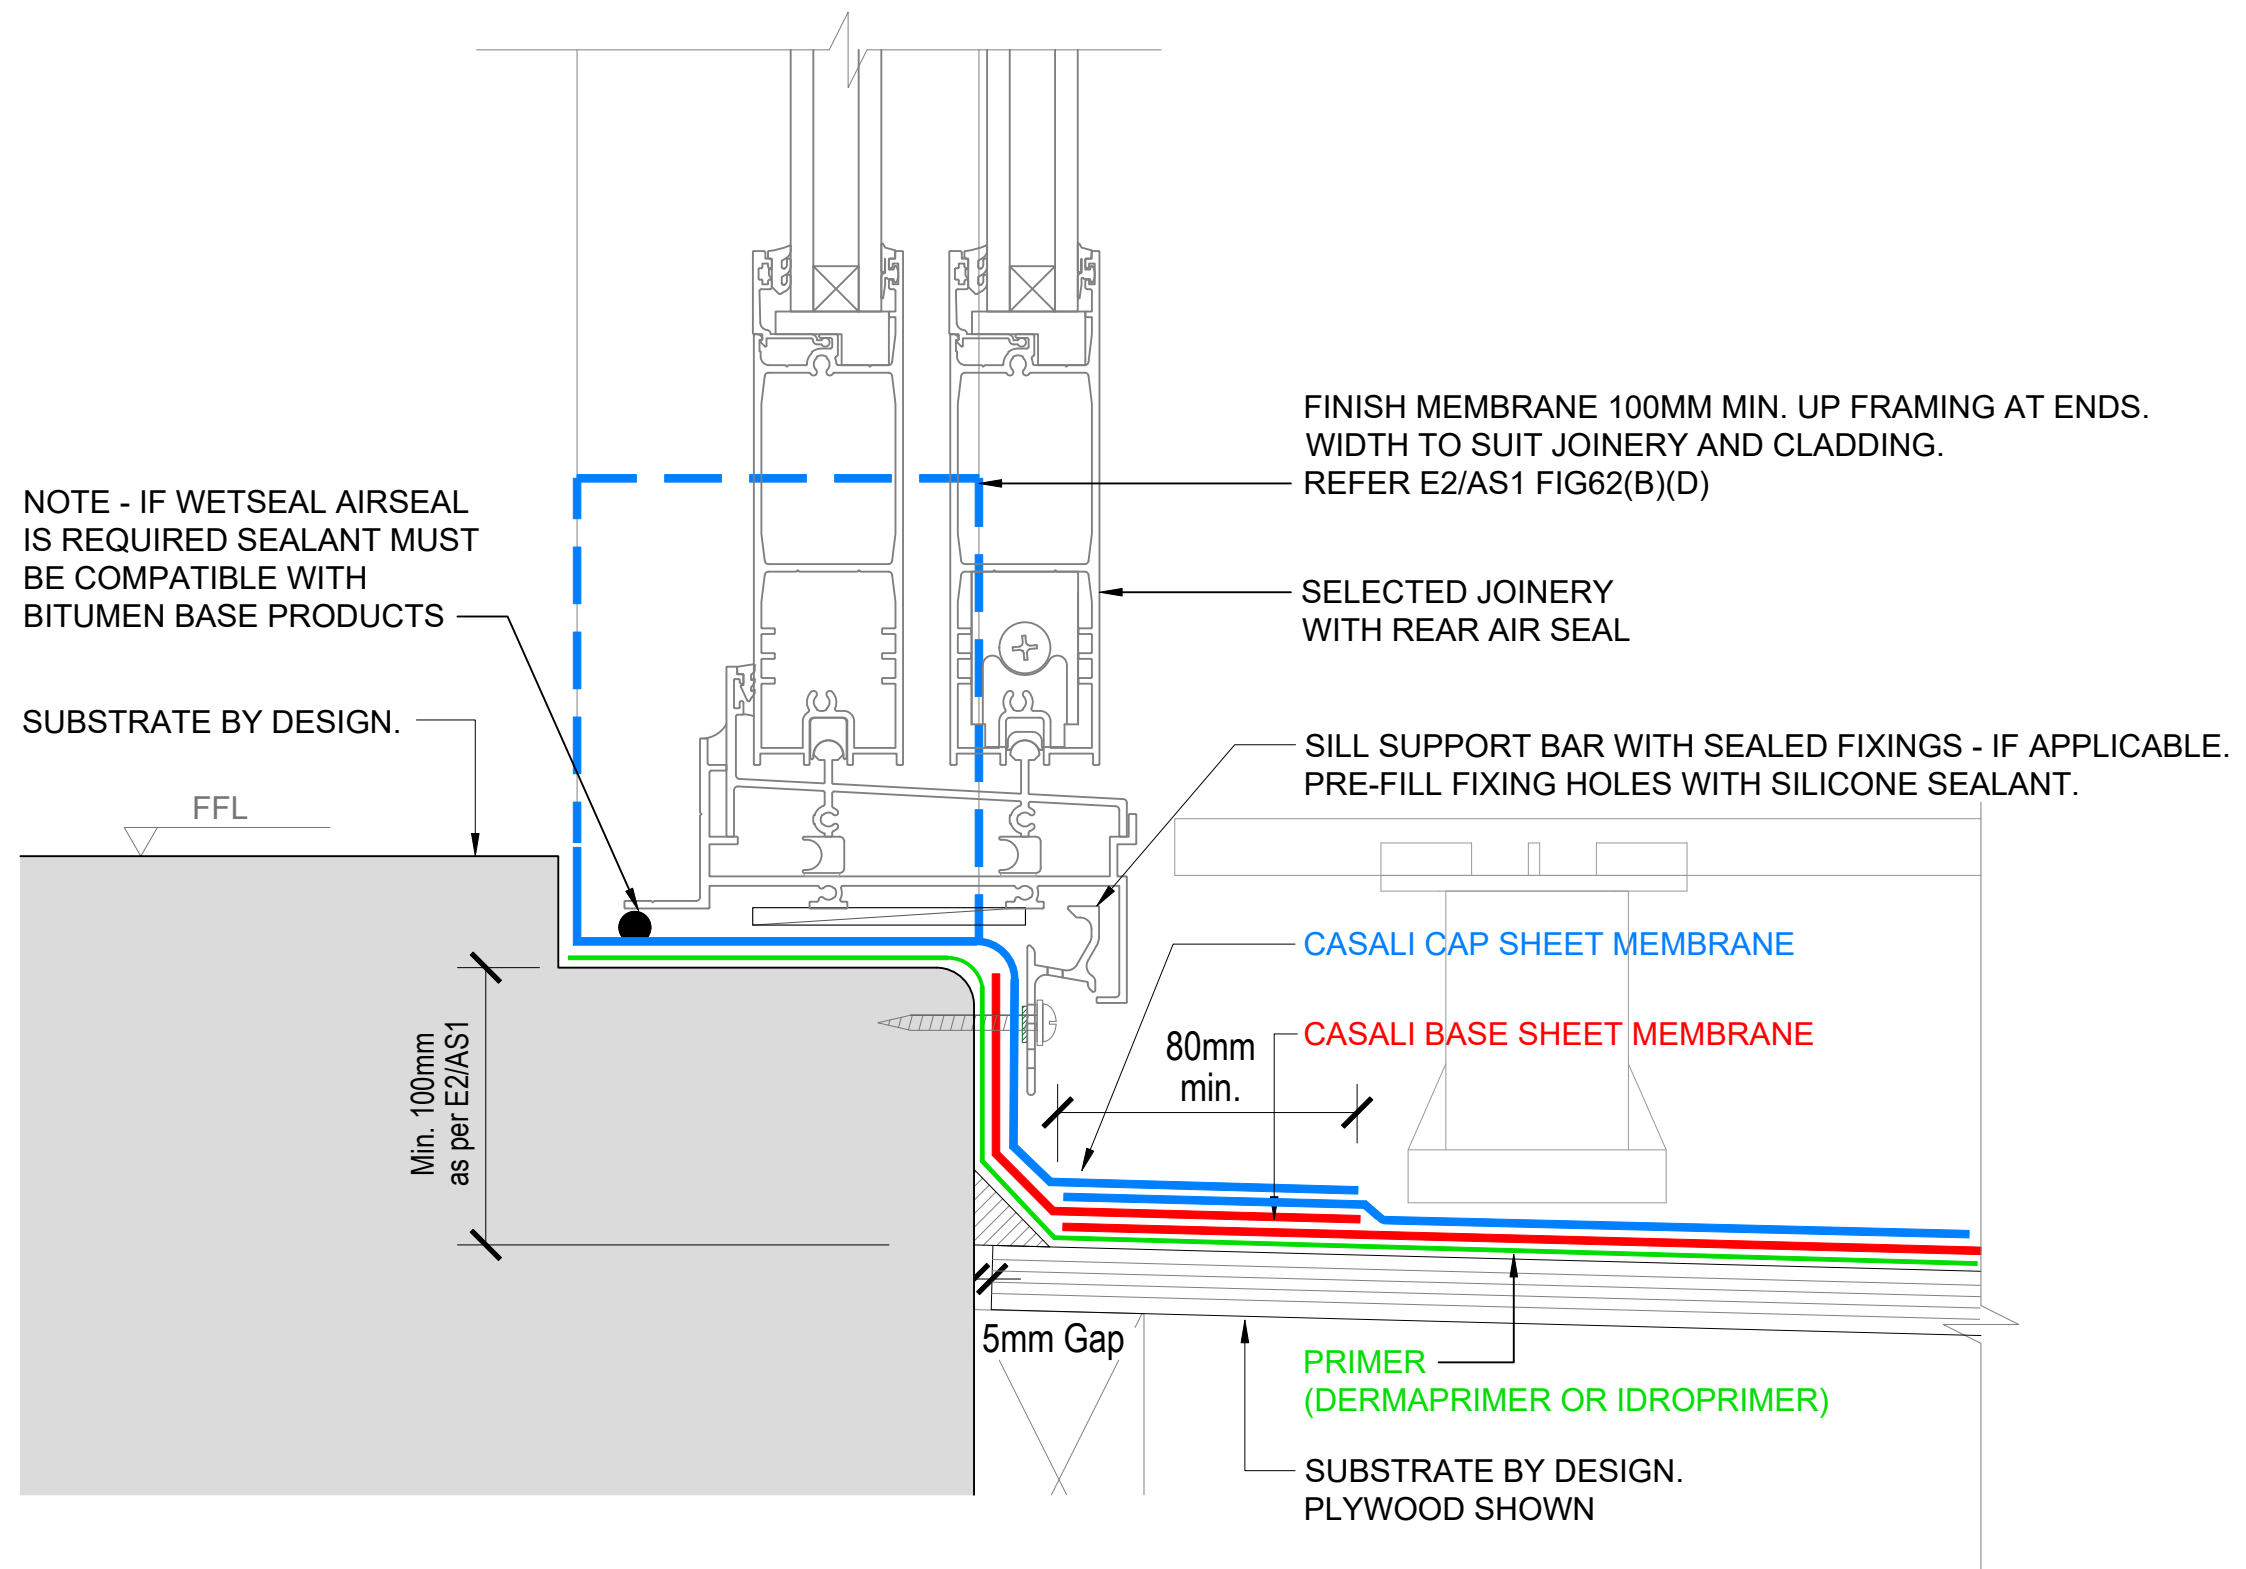 FINISH MEMBRANE 100MM MIN. UP FRAMING AT ENDS.
WIDTH TO SUIT JOINERY AND CLADDING.
REFER E2/AS1 FIG62(B)(D)
NOTE - IF WETSEAL AIRSEAL
IS REQUIRED SEALANT MUST
BE COMPATIBLE WITH
BITUMEN BASE PRODUCTS
SELECTED JOINERY
WITH REAR AIR SEAL
SUBSTRATE BY DESIGN.
SILL SUPPORT BAR WITH SEALED FIXINGS - IF APPLICABLE.
PRE-FILL FIXING HOLES WITH SILICONE SEALANT.
FFL
CASALI CAP SHEET MEMBRANE
CASALI BASE SHEET MEMBRANE
80mm
min.
Min. 100mm
as per E2/AS1
5mm Gap
PRIMER
(DERMAPRIMER OR IDROPRIMER)
SUBSTRATE BY DESIGN.
PLYWOOD SHOWN